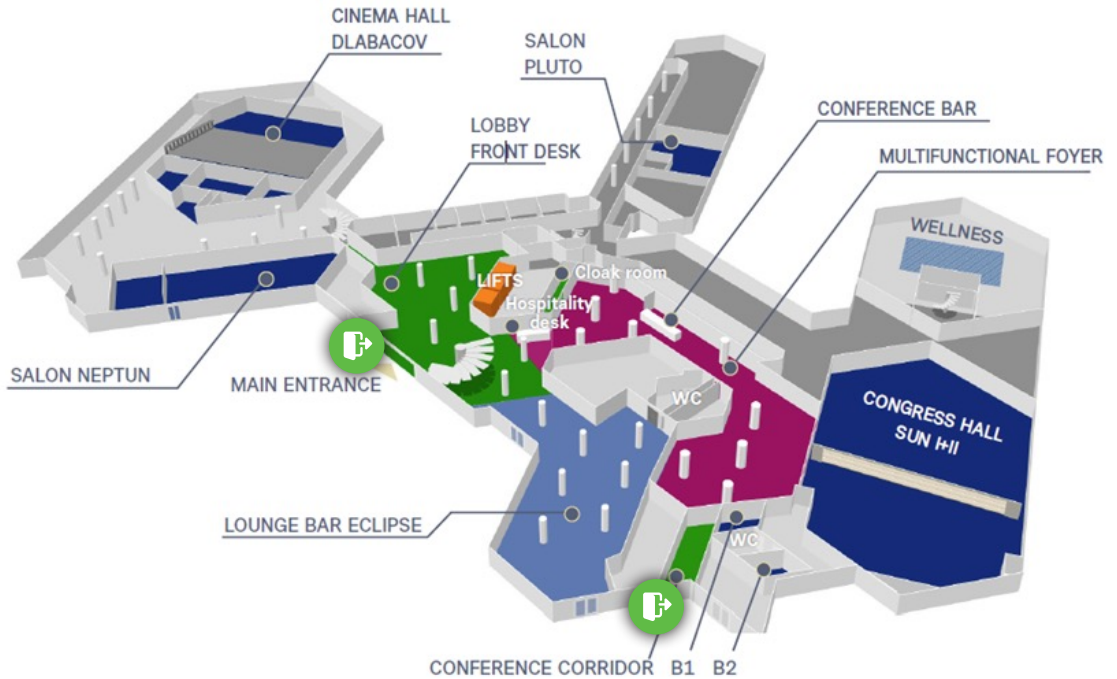 CINEMA HALL
DLABACOV
SALON
PLUTO
LOBBY
FRONT DESK
CONFERENCE BAR
MULTIFUNCTIONAL FOYER
WELLNESS
LIFTS
Cloak room
Hospitality
desk
SALON NEPTUN
MAIN ENTRANCE
WC
CONGRESS HALL
SUN I+II
LOUNGE BAR ECLIPSE
WC
CONFERENCE CORRIDOR
B1
B2